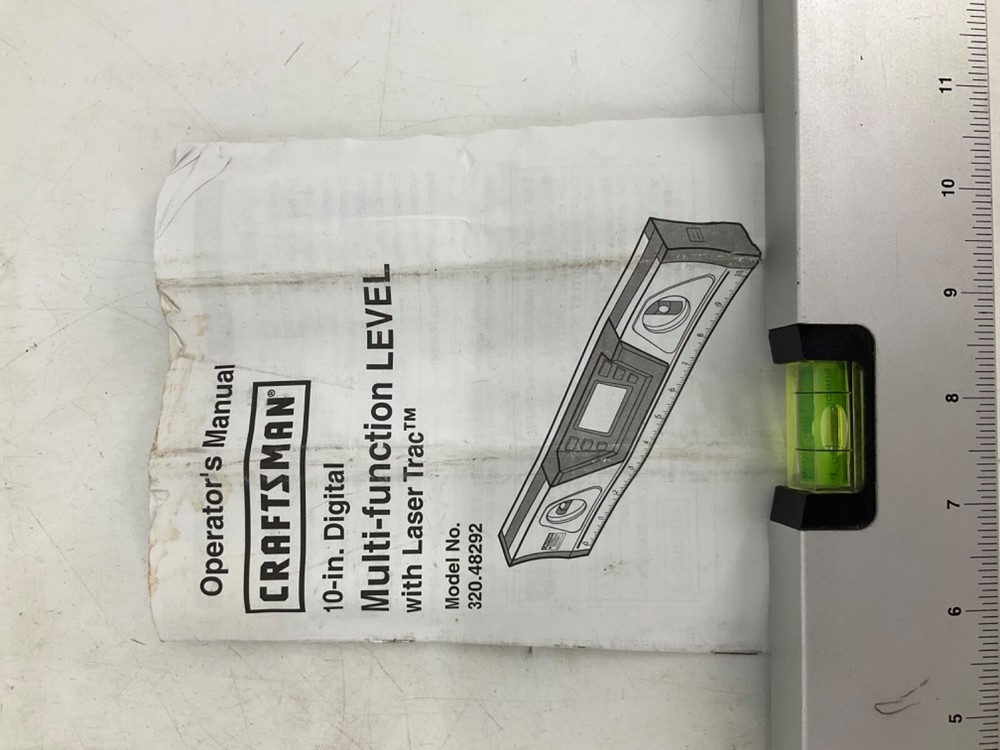 Operator's Manual
CRAFTSMAN®
10-in. Digital
Multi-function LEVEL
with Laser Trac™
Model No.
320.48292
5
6
7
8
9
10
11